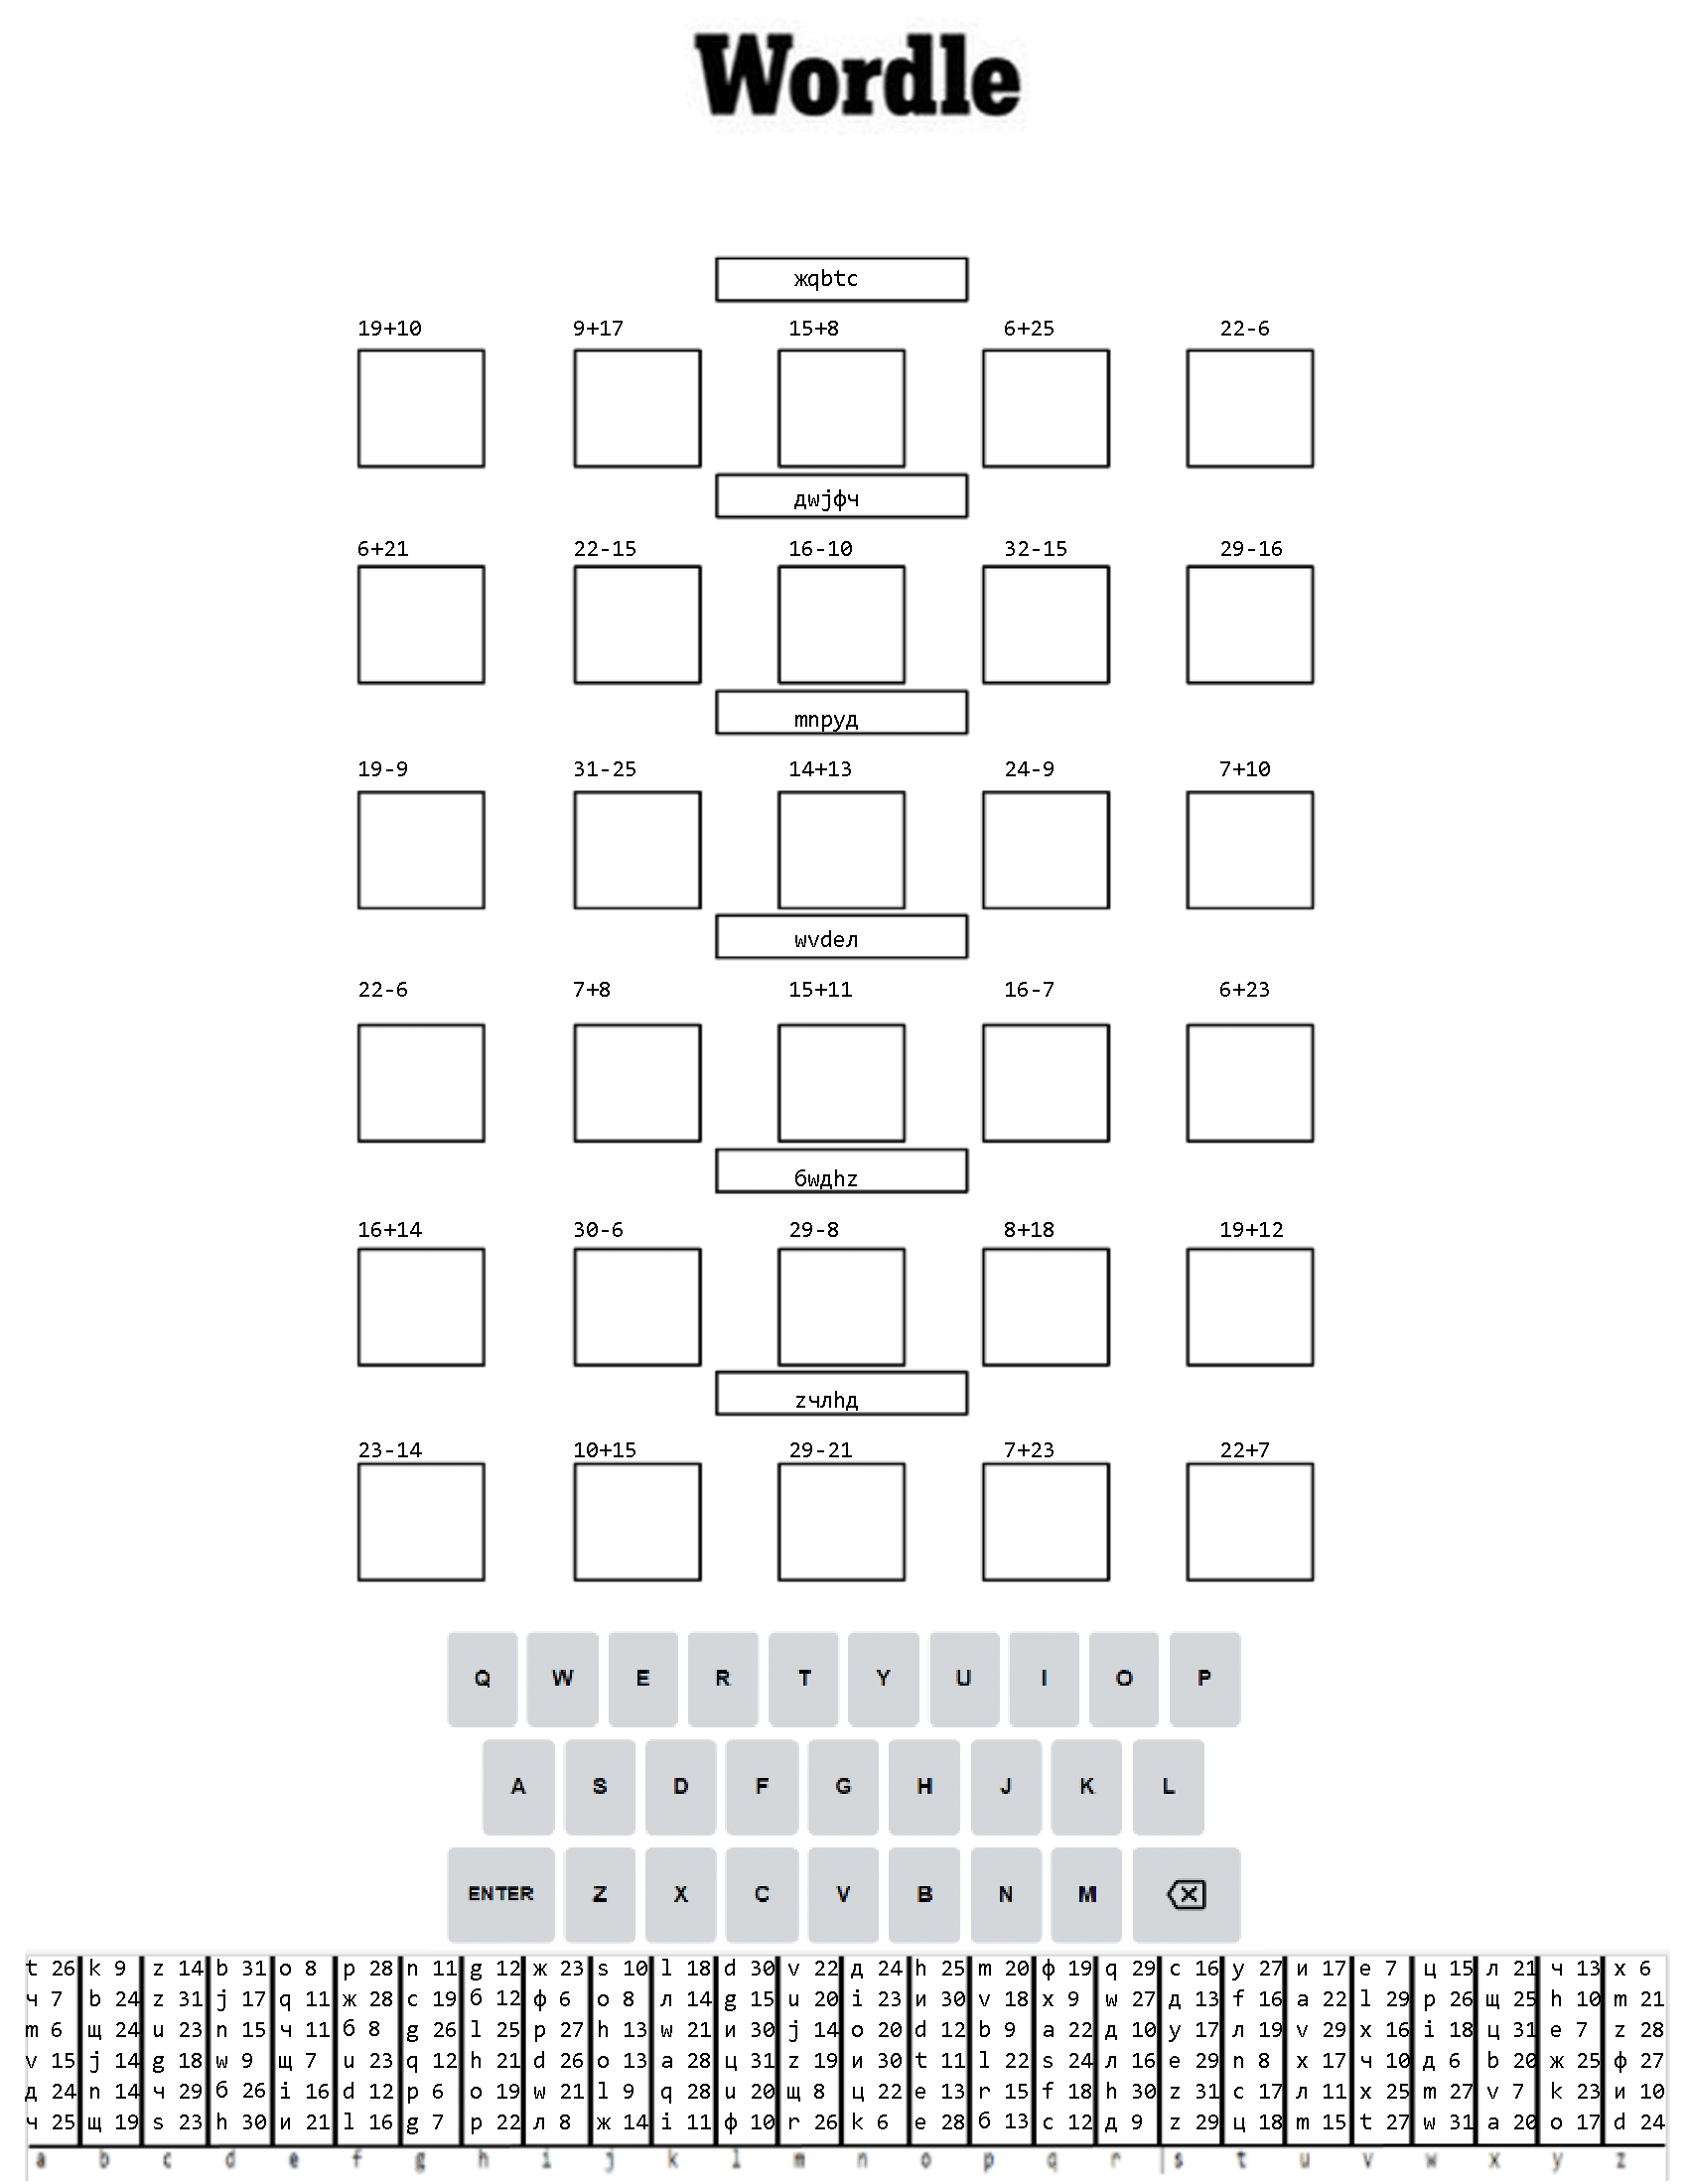 Wordle
жqbtc
19+10 9+17 15+8 6+25 22-6
дwjфч
6+21 22-15 16-10 32-15 29-16
mnpyд
19-9 31-25 14+13 24-9 7+10
wvdeл
22-6 7+8 15+11 16-7 6+23
бwдhz
16+14 30-6 29-8 8+18 19+12
zчлhд
23-14 10+15 29-21 7+23 22+7
Q W E R T Y U I O P
A S D F G H J K L
ENTER Z X C V B N M
t 26 k 9 z 14 b 31 o 8 p 28 n 11 g 12 ж 23 s 10 l 18 d 30 v 22 д 24 h 25 m 20 ф 19 q 29 c 16 y 27 и 17 e 7 ц 15 л 21 ч 13 x 6
ч 7 b 24 z 31 j 17 q 11 ж 28 c 19 б 12 ф 6 o 8 л 14 g 15 u 20 i 23 и 30 v 18 x 9 w 27 д 13 f 16 a 22 l 29 p 26 щ 25 h 10 m 21
m 6 щ 24 u 23 n 15 ч 11 б 8 g 26 l 25 p 27 h 13 w 21 и 30 j 14 o 20 d 12 b 9 a 22 д 10 y 17 л 19 v 29 x 16 i 18 ц 31 e 7 z 28
v 15 j 14 g 18 w 9 щ 7 u 23 q 12 h 21 d 26 o 13 a 28 ц 31 z 19 и 30 t 11 l 22 s 24 л 16 e 29 n 8 x 17 ч 10 д 6 b 20 ж 25 ф 27
д 24 n 14 ч 29 б 26 i 16 d 12 p 6 o 19 w 21 l 9 q 28 u 20 щ 8 ц 22 e 13 r 15 f 18 h 30 z 31 c 17 л 11 x 25 m 27 v 7 k 23 и 10
ч 25 щ 19 s 23 h 30 и 21 l 16 g 7 p 22 л 8 ж 14 i 11 ф 10 r 26 k 6 e 28 б 13 c 12 д 9 z 29 ц 18 m 15 t 27 w 31 a 20 o 17 d 24
a b c d e f g h i j k l m n o p q r s t u v w x y z